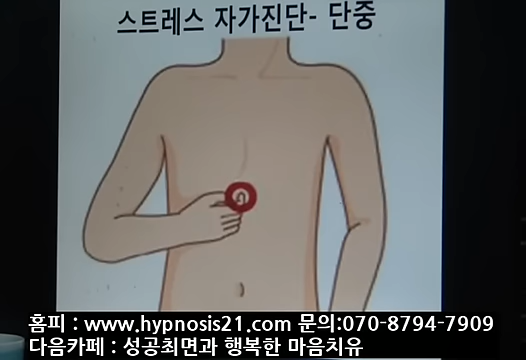 스트레스 자가진단- 단중
홈피 : www.hypnosis21.com 문의:070-8794-7909
다음카페 : 성공최면과 행복한 마음치유